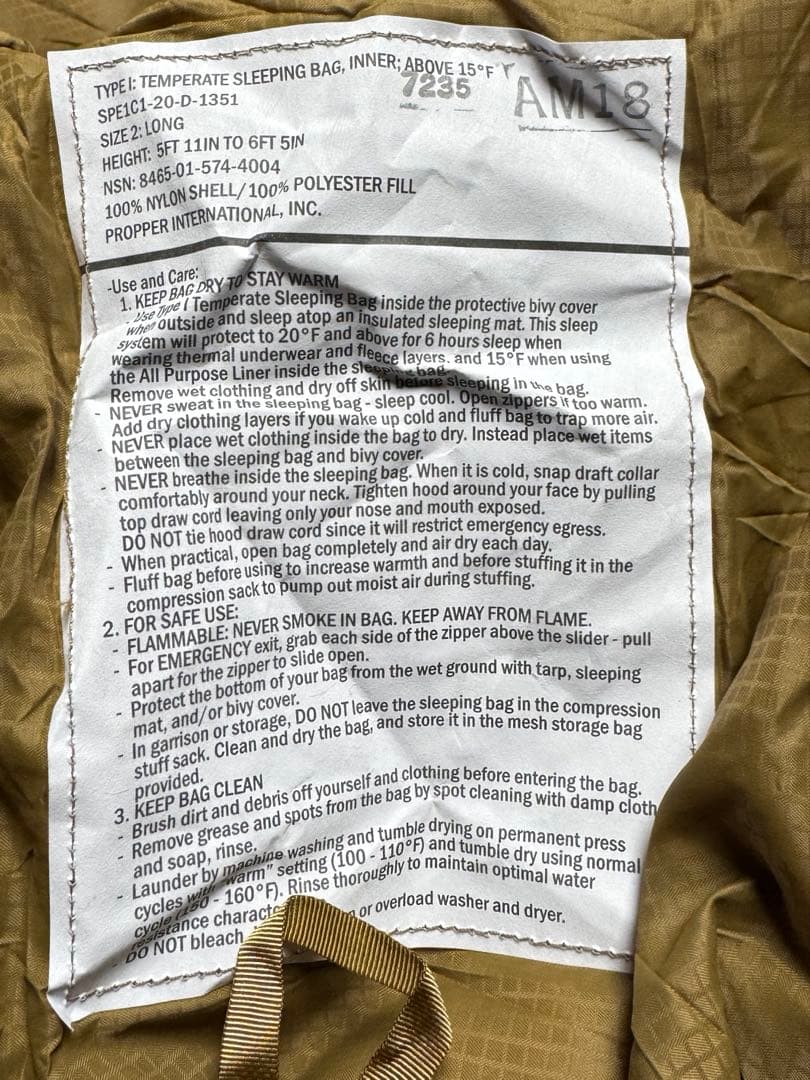 TYPE I: TEMPERATE SLEEPING BAG, INNER; ABOVE 15°F
7235
AM18
SPE1C1-20-D-1351
SIZE 2: LONG
HEIGHT: 5FT 11IN TO 6FT 5IN
NSN: 8465-01-574-4004
100% NYLON SHELL/100% POLYESTER FILL
PROPPER INTERNATIONAL, INC.
-Use and Care:
1. KEEP BAG DRY TO STAY WARM
- Use Type I Temperate Sleeping Bag inside the protective bivy cover
when outside and sleep atop an insulated sleeping mat. This sleep
system will protect to 20°F and above for 6 hours sleep when
wearing thermal underwear and fleece layers. and 15°F when using
the All Purpose Liner inside the sleeping bag.
Remove wet clothing and dry off skin before sleeping in the bag.
- NEVER sweat in the sleeping bag - sleep cool. Open zippers if too warm.
Add dry clothing layers if you wake up cold and fluff bag to trap more air.
- NEVER place wet clothing inside the bag to dry. Instead place wet items
between the sleeping bag and bivy cover.
- NEVER breathe inside the sleeping bag. When it is cold, snap draft collar
comfortably around your neck. Tighten hood around your face by pulling
top draw cord leaving only your nose and mouth exposed.
DO NOT tie hood draw cord since it will restrict emergency egress.
- When practical, open bag completely and air dry each day.
- Fluff bag before using to increase warmth and before stuffing it in the
compression sack to pump out moist air during stuffing.
2. FOR SAFE USE:
- FLAMMABLE: NEVER SMOKE IN BAG. KEEP AWAY FROM FLAME.
- For EMERGENCY exit, grab each side of the zipper above the slider - pull
apart for the zipper to slide open.
- Protect the bottom of your bag from the wet ground with tarp, sleeping
mat, and/or bivy cover.
- In garrison or storage, DO NOT leave the sleeping bag in the compression
stuff sack. Clean and dry the bag, and store it in the mesh storage bag
provided.
3. KEEP BAG CLEAN
- Brush dirt and debris off yourself and clothing before entering the bag.
- Remove grease and spots from the bag by spot cleaning with damp cloth
and soap, rinse.
- Launder by machine washing and tumble drying on permanent press
cycles with "warm" setting (100 - 110°F) and tumble dry using normal
cycle (150 - 160°F). Rinse thoroughly to maintain optimal water
resistance charact
- DO NOT bleach or overload washer and dryer.